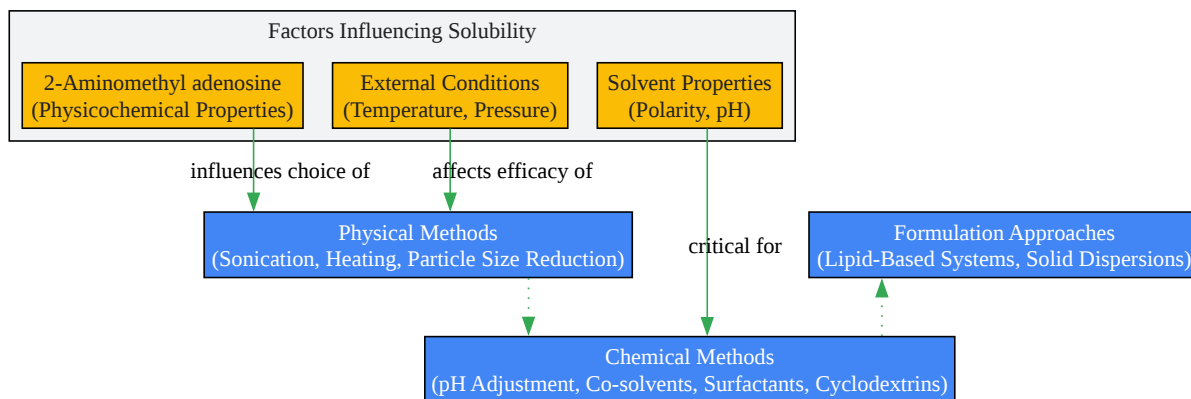 Factors Influencing Solubility
2-Aminomethyl adenosine
(Physicochemical Properties)
External Conditions
(Temperature, Pressure)
Solvent Properties
(Polarity, pH)
influences choice of
affects efficacy of
Physical Methods
(Sonication, Heating, Particle Size Reduction)
critical for
Formulation Approaches
(Lipid-Based Systems, Solid Dispersions)
Chemical Methods
(pH Adjustment, Co-solvents, Surfactants, Cyclodextrins)